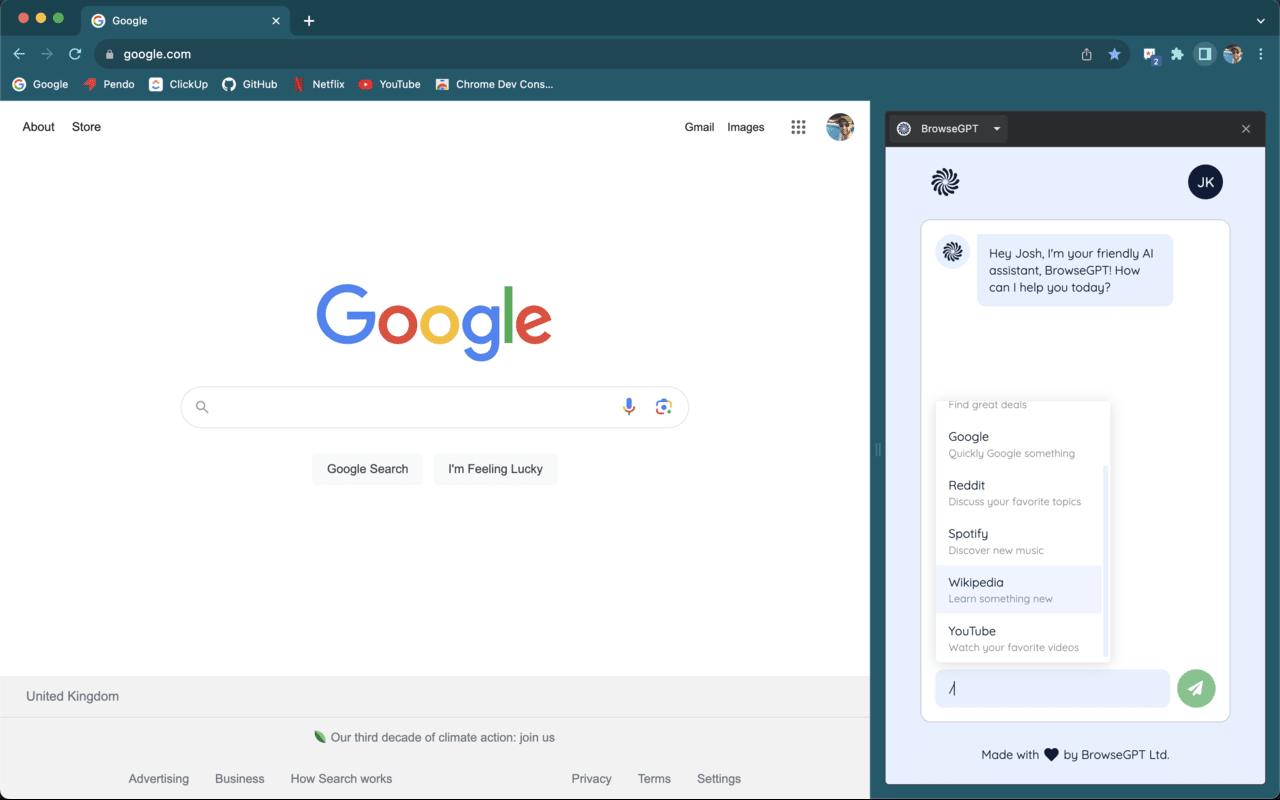 Google
google.com
2
Google Pendo ClickUp GitHub Netflix YouTube Chrome Dev Cons...
About Store
Gmail Images
Google
Google Search I'm Feeling Lucky
United Kingdom
Our third decade of climate action: join us
Advertising Business How Search works
Privacy Terms Settings
BrowseGPT
JK
Hey Josh, I'm your friendly AI
assistant, BrowseGPT! How
can I help you today?
Find great deals
Google
Quickly Google something
Reddit
Discuss your favorite topics
Spotify
Discover new music
Wikipedia
Learn something new
YouTube
Watch your favorite videos
/
Made with 🖤 by BrowseGPT Ltd.